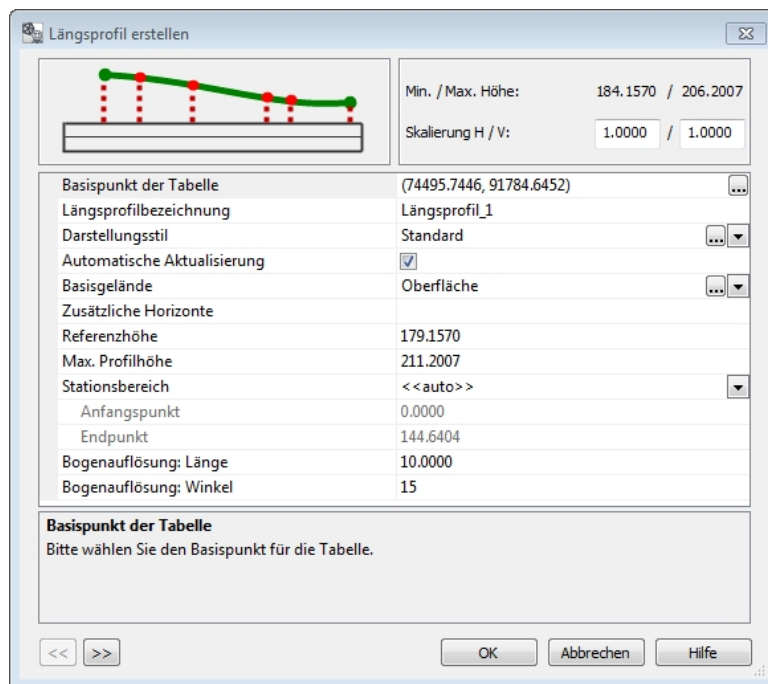 Längsprofil erstellen
Min. / Max. Höhe: 184.1570 / 206.2007
Skalierung H / V: 1.0000 / 1.0000
Basispunkt der Tabelle (74495.7446, 91784.6452) ...
Längsprofilbezeichnung Längsprofil_1
Darstellungsstil Standard ...
Automatische Aktualisierung
Basisgelände Oberfläche ...
Zusätzliche Horizonte
Referenzhöhe 179.1570
Max. Profilhöhe 211.2007
Stationsbereich <<auto>>
Anfangspunkt 0.0000
Endpunkt 144.6404
Bogenauflösung: Länge 10.0000
Bogenauflösung: Winkel 15
Basispunkt der Tabelle
Bitte wählen Sie den Basispunkt für die Tabelle.
<< >> OK Abbrechen Hilfe